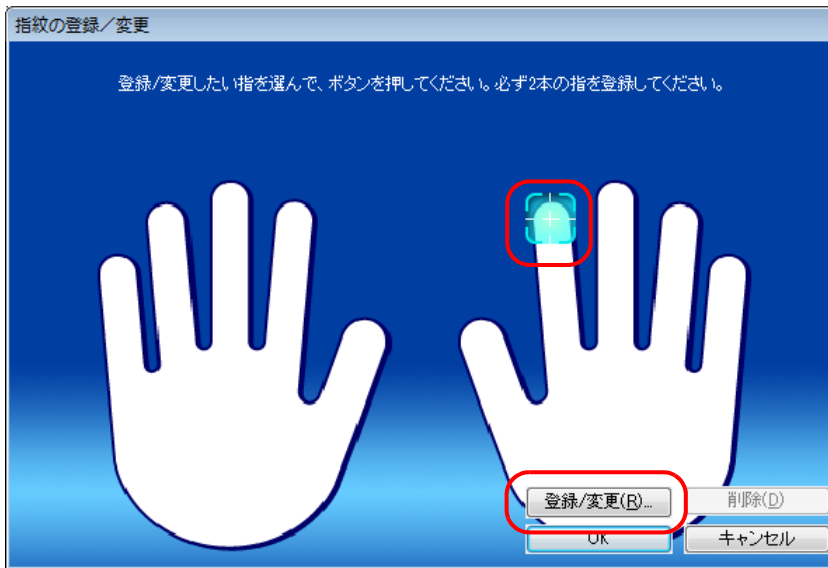 指紋の登録／変更
登録/変更したい指を選んで、ボタンを押してください。必ず2本の指を登録してください。
登録/変更(R)...
削除(D)
OK
キャンセル